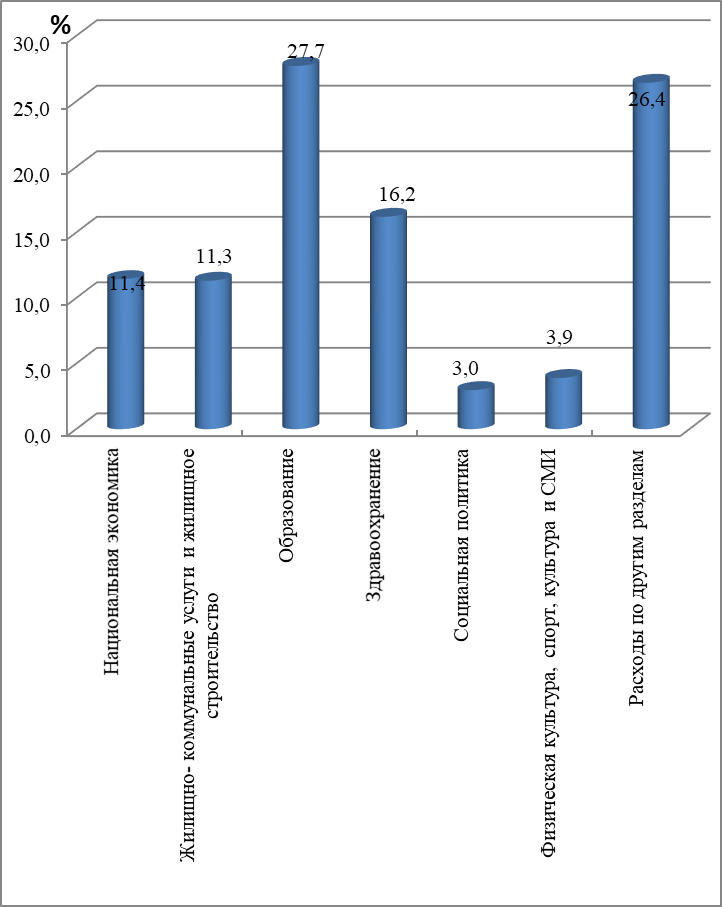 %
30,0
25,0
20,0
15,0
10,0
5,0
0,0
11,4
11,3
27,7
16,2
3,0
3,9
26,4
Национальная экономика
Жилищно- коммунальные услуги и жилищное
строительство
Образование
Здравоохранение
Социальная политика
Физическая культура, спорт, культура и СМИ
Расходы по другим разделам